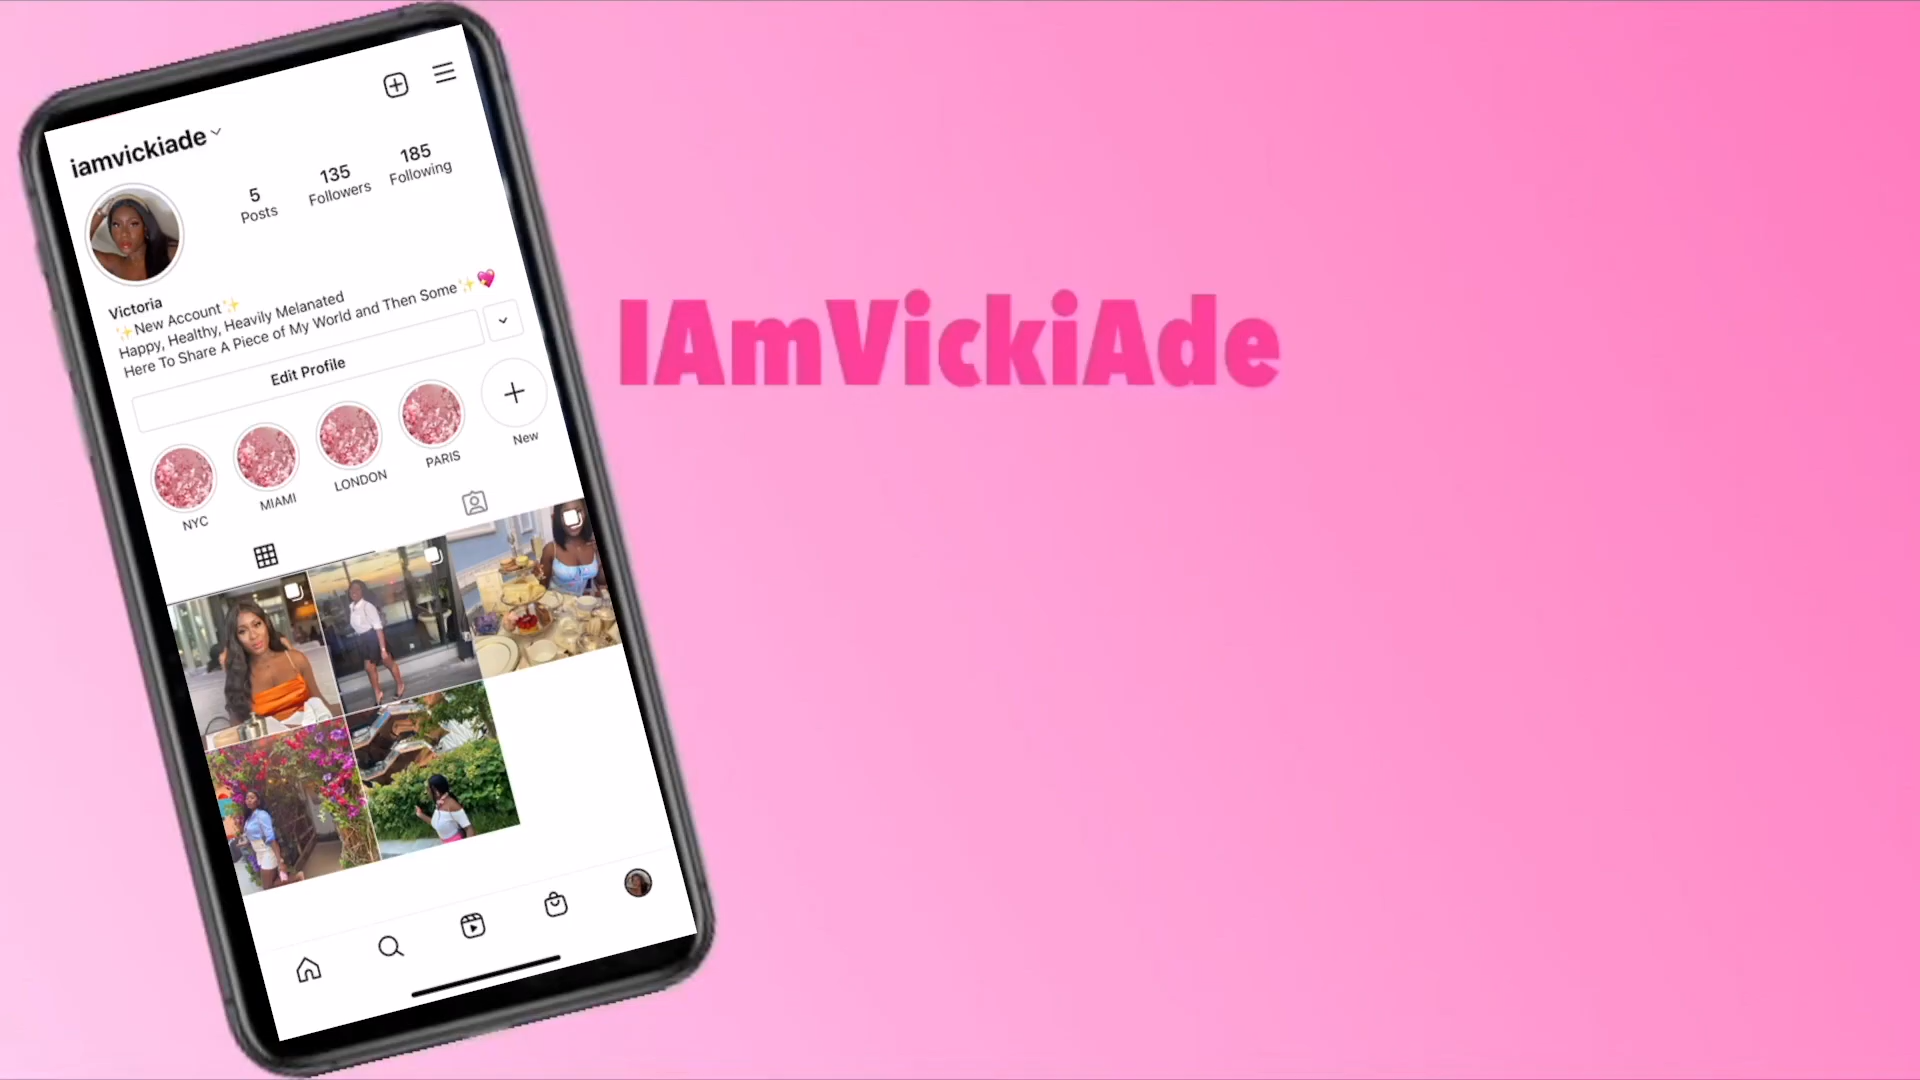 iamvickiade
5
Posts
135
Followers
185
Following
Victoria
✨New Account✨
Happy, Healthy, Heavily Melanated
Here To Share A Piece of My World and Then Some✨💖
Edit Profile
NYC
MIAMI
LONDON
PARIS
New
IAmVickiAde